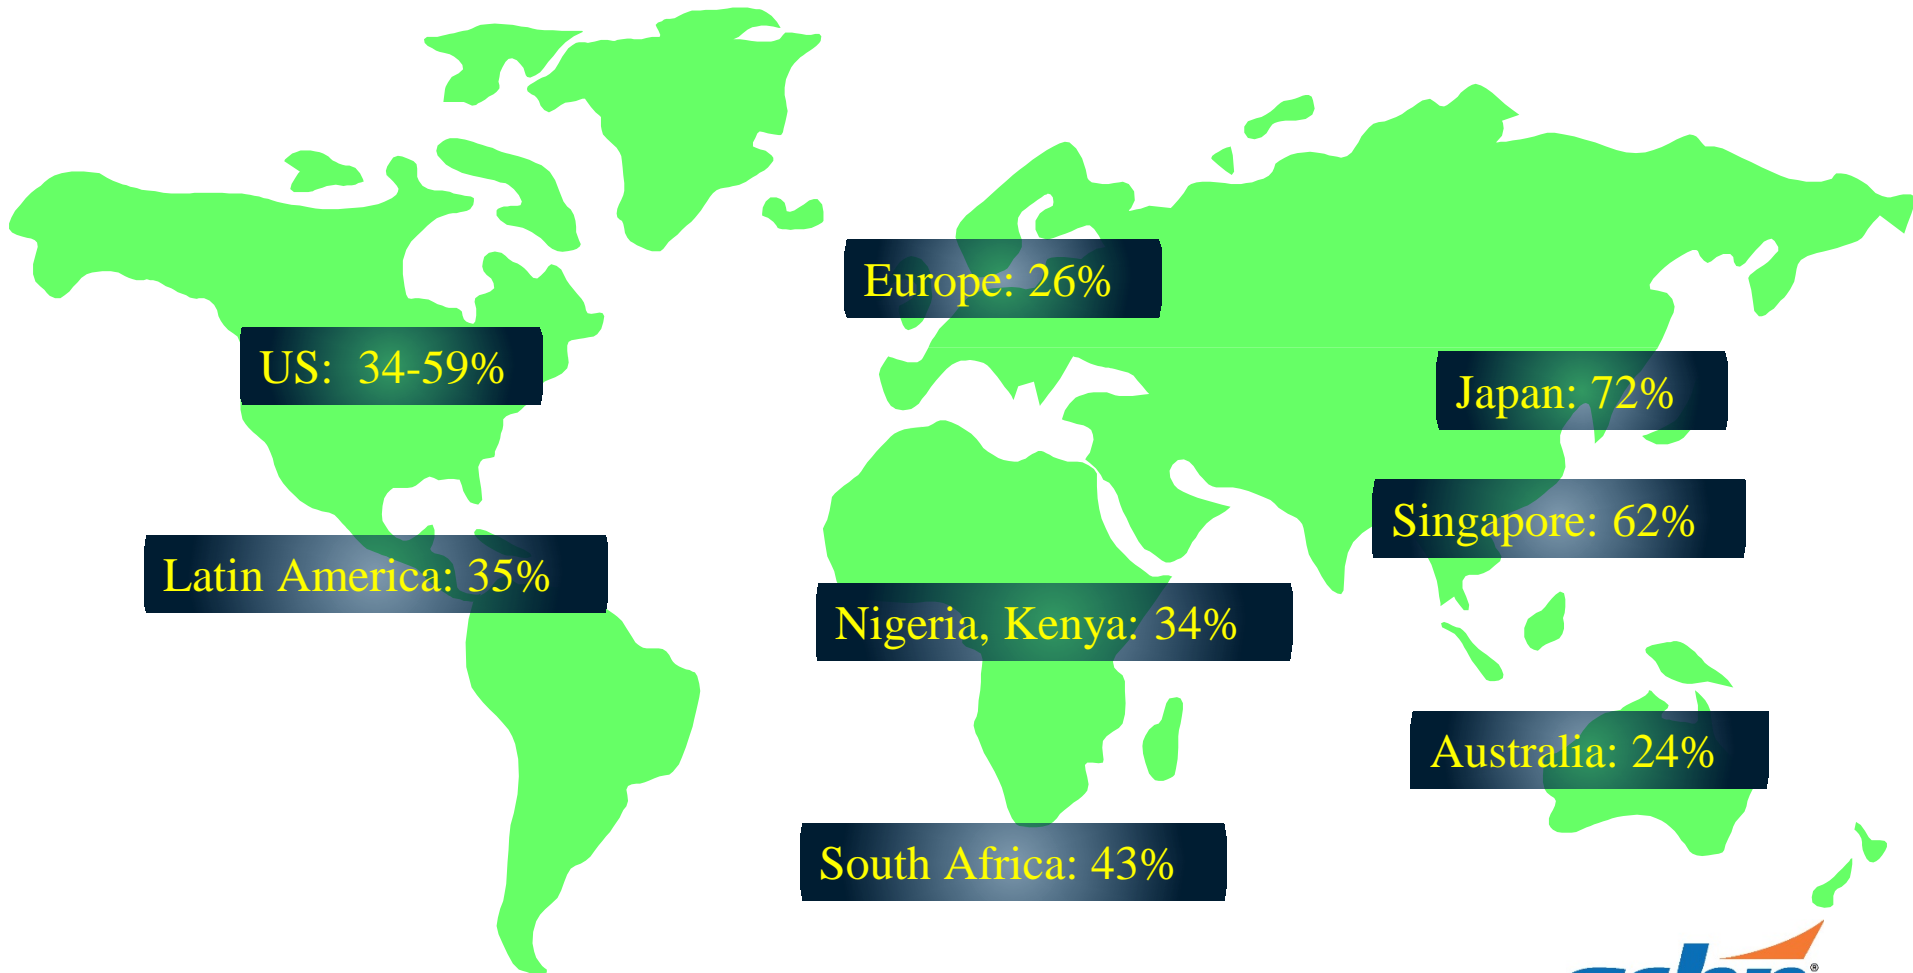 Europe: 26%
US:  34-59%
Japan: 72%
Singapore: 62%
Latin America: 35%
Nigeria, Kenya: 34%
Australia: 24%
South Africa: 43%
®